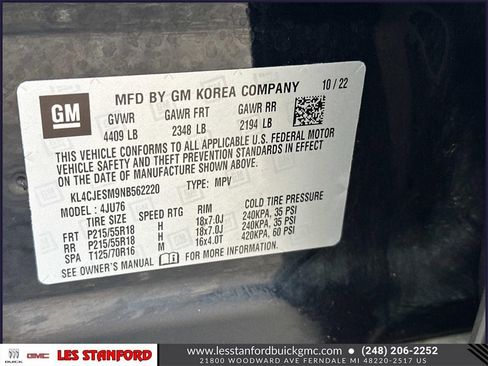 GM
MFD BY GM KOREA COMPANY 10/22
GVWR GAWR FRT GAWR RR
4409 LB 2348 LB 2194 LB
THIS VEHICLE CONFORMS TO ALL APPLICABLE U.S. FEDERAL MOTOR
VEHICLE SAFETY AND THEFT PREVENTION STANDARDS IN EFFECT ON THE
DATE OF MANUFACTURE SHOWN ABOVE.
KL4CJESM9NB562220 TYPE: MPV
MODEL : 4JU76
TIRE SIZE SPEED RTG RIM COLD TIRE PRESSURE
FRT P215/55R18 H 18x7.0J 240KPA, 35 PSI
RR P215/55R18 H 18x7.0J 240KPA, 35 PSI
SPA T125/70R16 M 16x4.0T 420KPA, 60 PSI
SEE OWNER'S MANUAL FOR MORE INFORMATION.
BUICK GMC LES STANFORD www.lesstanfordbuickgmc.com (248) 206-2252
21800 WOODWARD AVE FERNDALE MI 48220-2517 US